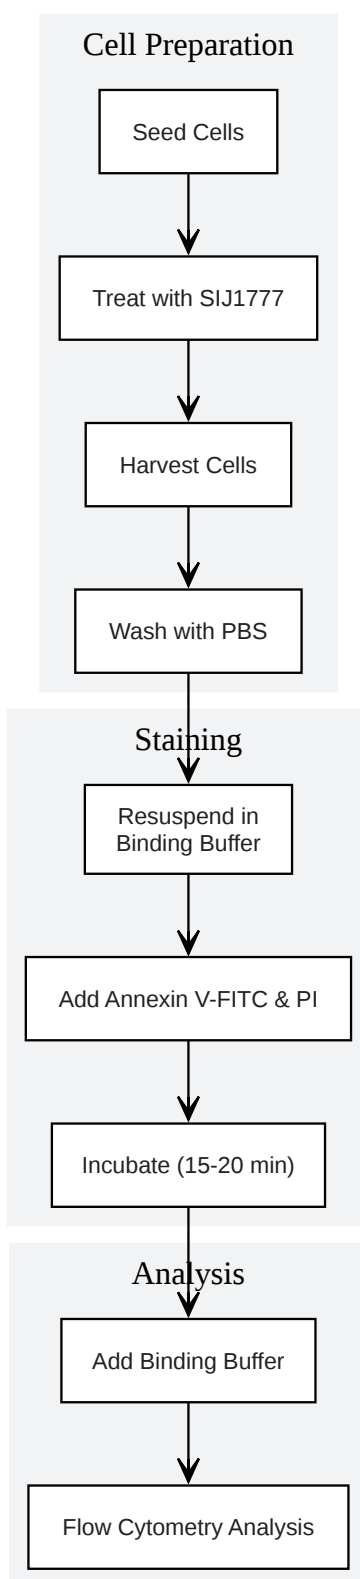 Cell Preparation
Seed Cells
Treat with SIJ1777
Harvest Cells
Wash with PBS
Staining
Resuspend in
Binding Buffer
Add Annexin V-FITC & PI
Incubate (15-20 min)
Analysis
Add Binding Buffer
Flow Cytometry Analysis